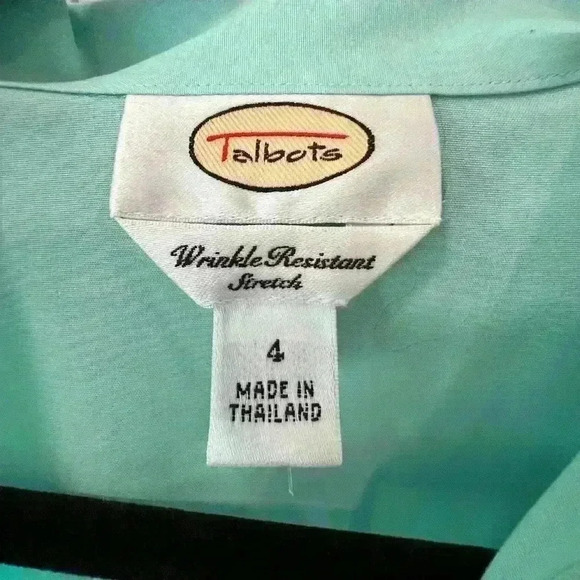 Talbots
Wrinkle Resistant
Stretch
4
MADE IN
THAILAND